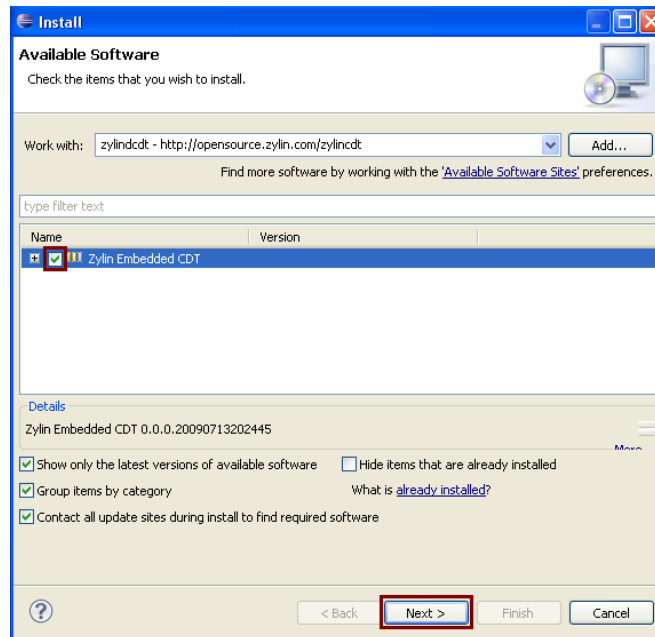 Install
Available Software
Check the items that you wish to install.
Work with: zylindcdt - http://opensource.zylin.com/zylincdt Add...
Find more software by working with the 'Available Software Sites' preferences.
type filter text
Name Version
Zylin Embedded CDT
Details
Zylin Embedded CDT 0.0.0.20090713202445
More
Show only the latest versions of available software Hide items that are already installed
Group items by category What is already installed?
Contact all update sites during install to find required software
? < Back Next > Finish Cancel